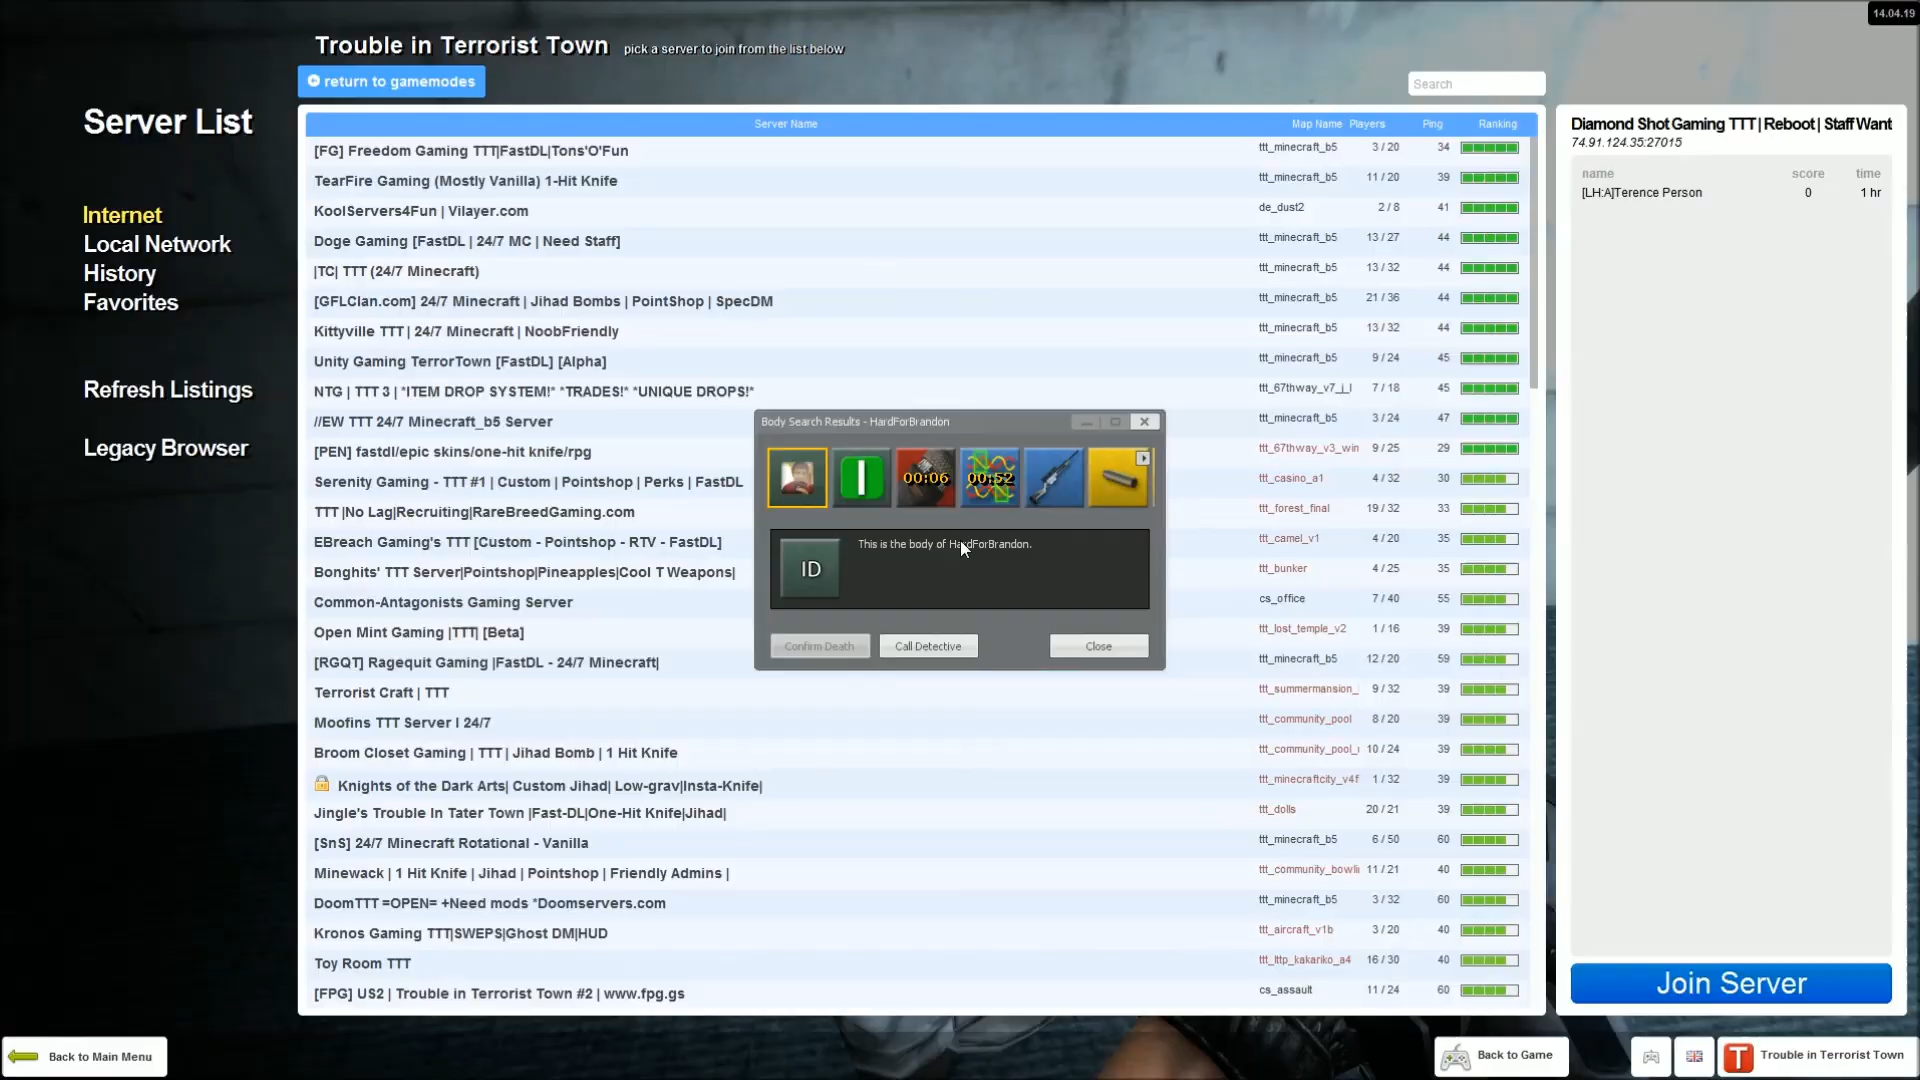 14.04.19
Trouble in Terrorist Town pick a server to join from the list below
return to gamemodes
Search
Server List
Internet
Local Network
History
Favorites
Refresh Listings
Legacy Browser
Server Name Map Name Players Ping Ranking
[FG] Freedom Gaming TTT|FastDL|Tons'O'Fun ttt_minecraft_b5 3 / 20 34
TearFire Gaming (Mostly Vanilla) 1-Hit Knife ttt_minecraft_b5 11 / 20 39
KoolServers4Fun | Vilayer.com de_dust2 2 / 8 41
Doge Gaming [FastDL | 24/7 MC | Need Staff] ttt_minecraft_b5 13 / 27 44
|TC| TTT (24/7 Minecraft) ttt_minecraft_b5 13 / 32 44
[GFLClan.com] 24/7 Minecraft | Jihad Bombs | PointShop | SpecDM ttt_minecraft_b5 21 / 36 44
Kittyville TTT | 24/7 Minecraft | NoobFriendly ttt_minecraft_b5 13 / 32 44
Unity Gaming TerrorTown [FastDL] [Alpha] ttt_minecraft_b5 9 / 24 45
NTG | TTT 3 | *ITEM DROP SYSTEM!* *TRADES!* *UNIQUE DROPS!* ttt_67thway_v7_j_l 7 / 18 45
//EW TTT 24/7 Minecraft_b5 Server ttt_minecraft_b5 3 / 24 47
[PEN] fastdl/epic skins/one-hit knife/rpg ttt_67thway_v3_win 9 / 25 29
Serenity Gaming - TTT #1 | Custom | Pointshop | Perks | FastDL ttt_casino_a1 4 / 32 30
TTT |No Lag|Recruiting|RareBreedGaming.com ttt_forest_final 19 / 32 33
EBreach Gaming's TTT [Custom - Pointshop - RTV - FastDL] ttt_camel_v1 4 / 20 35
Bonghits' TTT Server|Pointshop|Pineapples|Cool T Weapons| ttt_bunker 4 / 25 35
Common-Antagonists Gaming Server cs_office 7 / 40 55
Open Mint Gaming |TTT| [Beta] ttt_lost_temple_v2 1 / 16 39
[RGQT] Ragequit Gaming |FastDL - 24/7 Minecraft| ttt_minecraft_b5 12 / 20 59
Terrorist Craft | TTT ttt_summermansion_ 9 / 32 39
Moofins TTT Server I 24/7 ttt_community_pool 8 / 20 39
Broom Closet Gaming | TTT | Jihad Bomb | 1 Hit Knife ttt_community_pool_ 10 / 24 39
Knights of the Dark Arts| Custom Jihad| Low-grav|Insta-Knife| ttt_minecraftcity_v4f 1 / 32 39
Jingle's Trouble In Tater Town |Fast-DL|One-Hit Knife|Jihad| ttt_dolls 20 / 21 39
[SnS] 24/7 Minecraft Rotational - Vanilla ttt_minecraft_b5 6 / 50 60
Minewack | 1 Hit Knife | Jihad | Pointshop | Friendly Admins | ttt_community_bowli 11 / 21 40
DoomTTT =OPEN= +Need mods *Doomservers.com ttt_minecraft_b5 3 / 32 60
Kronos Gaming TTT|SWEPS|Ghost DM|HUD ttt_aircraft_v1b 3 / 20 40
Toy Room TTT ttt_lttp_kakariko_a4 16 / 30 40
[FPG] US2 | Trouble in Terrorist Town #2 | www.fpg.gs cs_assault 11 / 24 60
Body Search Results - HardForBrandon
00:06 00:52
This is the body of HardForBrandon.
ID
Confirm Death Call Detective Close
Diamond Shot Gaming TTT | Reboot | Staff Want
74.91.124.35:27015
name score time
[LH:A]Terence Person 0 1 hr
Join Server
Back to Main Menu
Back to Game
T Trouble in Terrorist Town